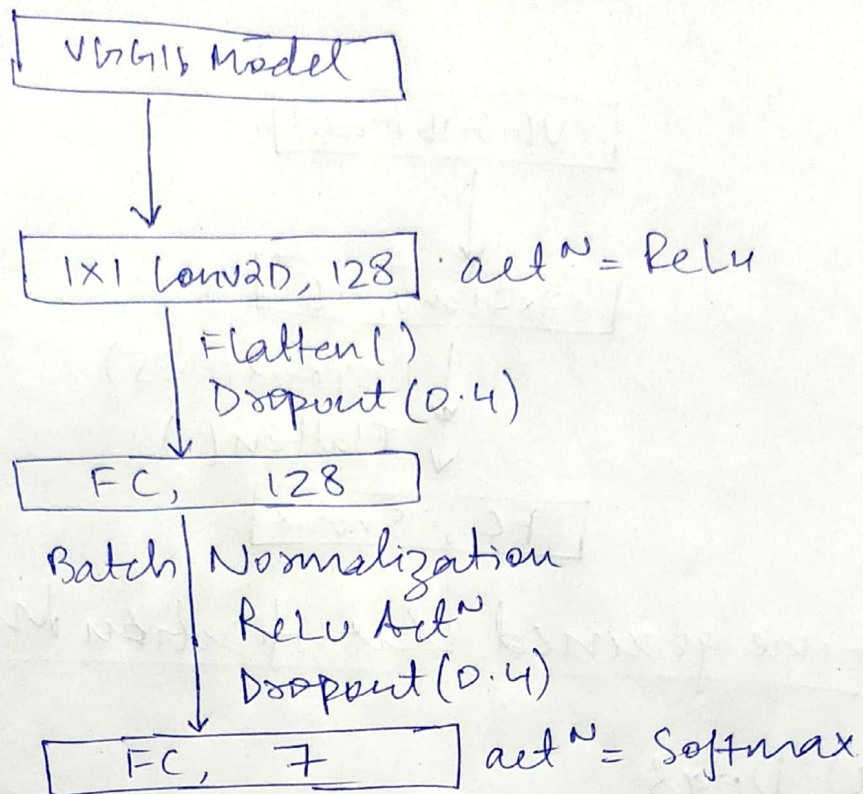 VGG16 Model
1x1 Conv2D, 128 actᴺ = ReLu
Flatten()
Dropout (0.4)
FC, 128
Batch Normalization
ReLu Actᴺ
Dropout (0.4)
FC, 7 actᴺ = Softmax